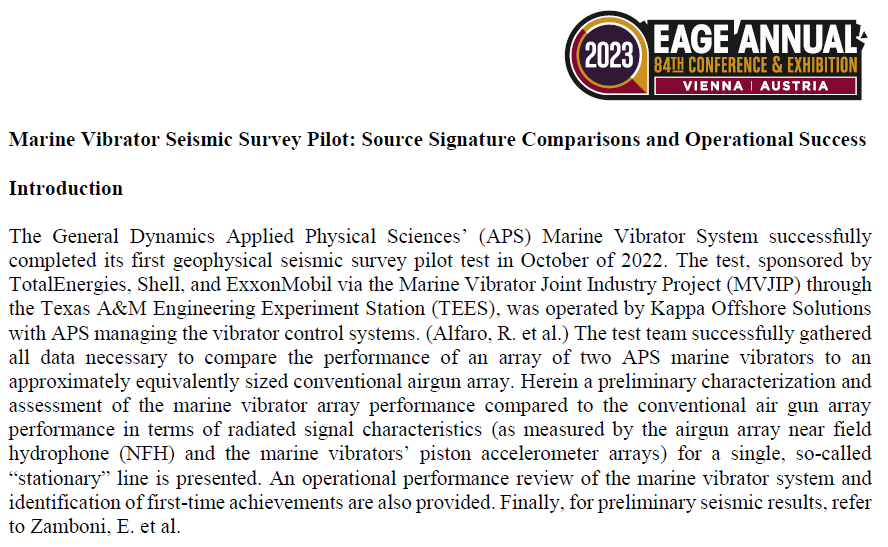 2023
EAGE ANNUAL
84TH CONFERENCE & EXHIBITION
VIENNA | AUSTRIA
Marine Vibrator Seismic Survey Pilot: Source Signature Comparisons and Operational Success
Introduction
The General Dynamics Applied Physical Sciences' (APS) Marine Vibrator System successfully
completed its first geophysical seismic survey pilot test in October of 2022. The test, sponsored by
TotalEnergies, Shell, and ExxonMobil via the Marine Vibrator Joint Industry Project (MVJIP) through
the Texas A&M Engineering Experiment Station (TEES), was operated by Kappa Offshore Solutions
with APS managing the vibrator control systems. (Alfaro, R. et al.) The test team successfully gathered
all data necessary to compare the performance of an array of two APS marine vibrators to an
approximately equivalently sized conventional airgun array. Herein a preliminary characterization and
assessment of the marine vibrator array performance compared to the conventional air gun array
performance in terms of radiated signal characteristics (as measured by the airgun array near field
hydrophone (NFH) and the marine vibrators' piston accelerometer arrays) for a single, so-called
“stationary” line is presented. An operational performance review of the marine vibrator system and
identification of first-time achievements are also provided. Finally, for preliminary seismic results, refer
to Zamboni, E. et al.